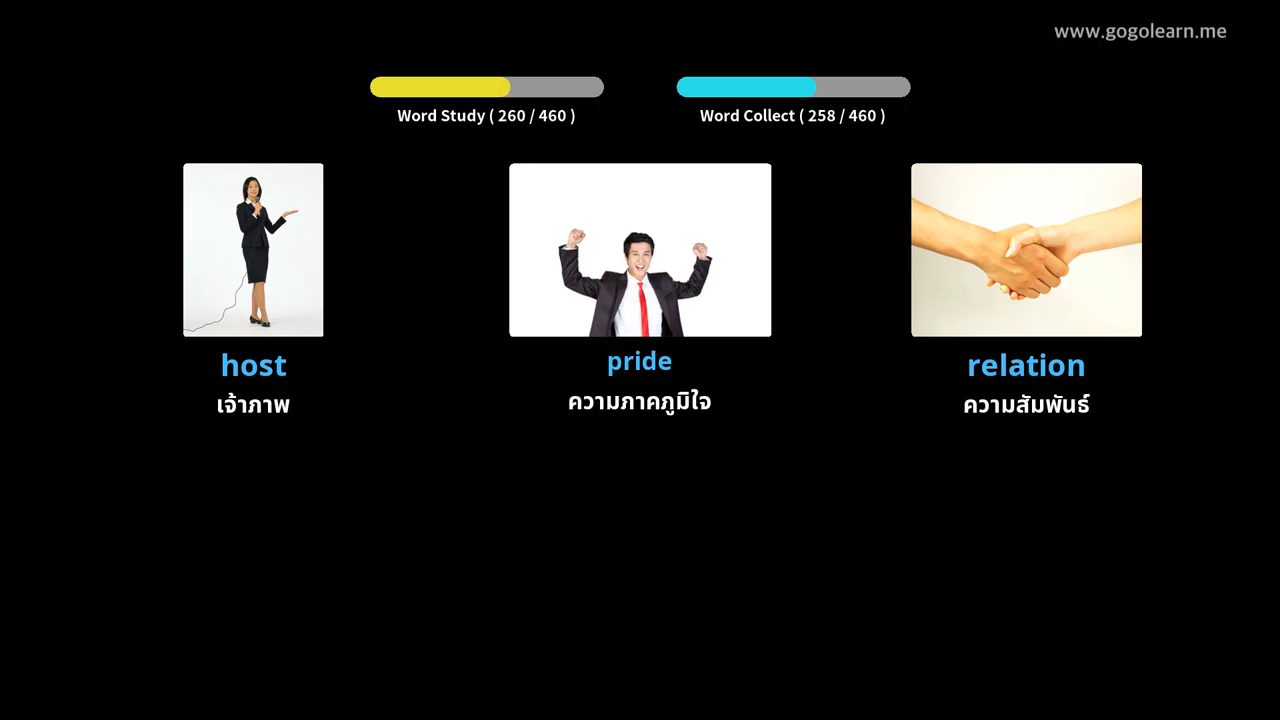 www.gogolearn.me
Word Study ( 260 / 460 )
Word Collect ( 258 / 460 )
host
เจ้าภาพ
pride
ความภาคภูมิใจ
relation
ความสัมพันธ์